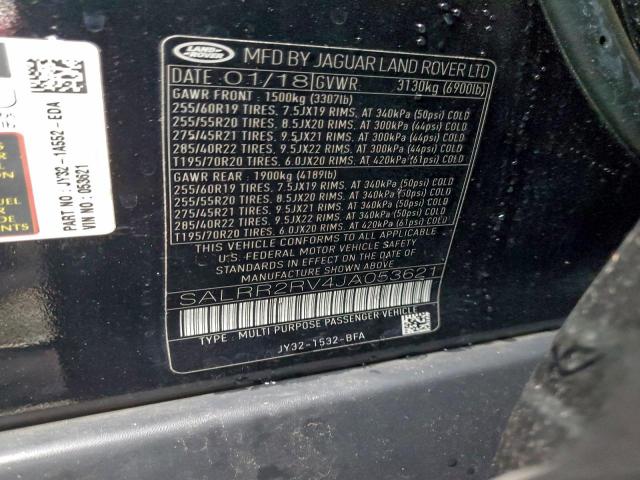 LAND-
ROVER
MFD BY JAGUAR LAND ROVER LTD
DATE 01/18 GVWR 3130kg (6900lb)
GAWR FRONT: 1500kg (3307lb)
255/60R19 TIRES, 7.5JX19 RIMS, AT 340kPa (50psi) COLD
255/55R20 TIRES, 8.5JX20 RIMS, AT 300kPa (44psi) COLD
275/45R21 TIRES, 9.5JX21 RIMS, AT 300kPa (44psi) COLD
285/40R22 TIRES, 9.5JX22 RIMS, AT 300kPa (44psi) COLD
T195/70R20 TIRES, 6.0JX20 RIMS, AT 420kPa (61psi) COLD
GAWR REAR: 1900kg (4189lb)
255/60R19 TIRES, 7.5JX19 RIMS, AT 340kPa (50psi) COLD
255/55R20 TIRES, 8.5JX20 RIMS, AT 340kPa (50psi) COLD
275/45R21 TIRES, 9.5JX21 RIMS, AT 340kPa (50psi) COLD
285/40R22 TIRES, 9.5JX22 RIMS, AT 340kPa (50psi) COLD
T195/70R20 TIRES, 6.0JX20 RIMS, AT 420kPa (61psi) COLD
THIS VEHICLE CONFORMS TO ALL APPLICABLE
U.S. FEDERAL MOTOR VEHICLE SAFETY
STANDARDS IN EFFECT ON THE DATE OF
MANUFACTURE SHOWN ABOVE
SALRR2RV4JA053621
TYPE: MULTI PURPOSE PASSENGER VEHICLE
JY32-1532-BFA
PART NO: JY32-1A552-EDA
VIN NO: 053621